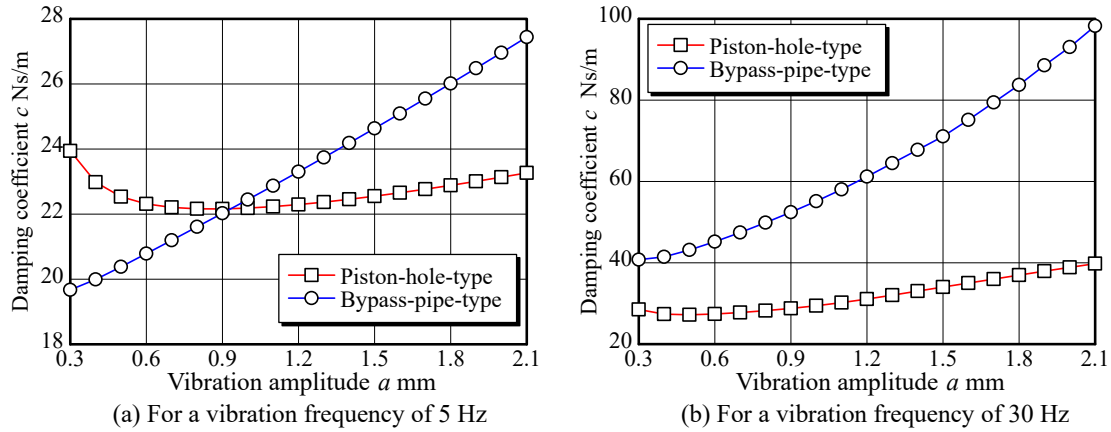 Damping coefficient c Ns/m
28
26
24
22
20
18
Piston-hole-type
Bypass-pipe-type
0.3 0.6 0.9 1.2 1.5 1.8 2.1
Vibration amplitude a mm
(a) For a vibration frequency of 5 Hz
Damping coefficient c Ns/m
100
80
60
40
20
Piston-hole-type
Bypass-pipe-type
0.3 0.6 0.9 1.2 1.5 1.8 2.1
Vibration amplitude a mm
(b) For a vibration frequency of 30 Hz